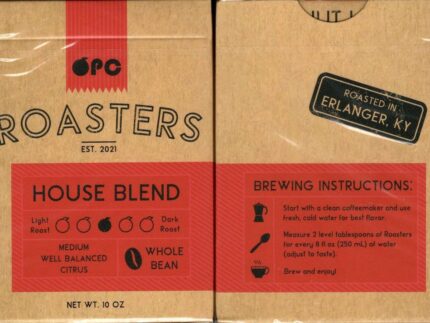 OPC
ROASTERS
EST. 2021
HOUSE BLEND
Light
Roast
Dark
Roast
MEDIUM
WELL BALANCED
CITRUS
WHOLE
BEAN
NET WT. 10 OZ
ROASTED IN
ERLANGER, KY
BREWING INSTRUCTIONS:
Start with a clean coffeemaker and use
fresh, cold water for best flavor.
Measure 2 level tablespoons of Roasters
for every 8 fl oz (250 mL) of water
(adjust to taste).
Brew and enjoy!